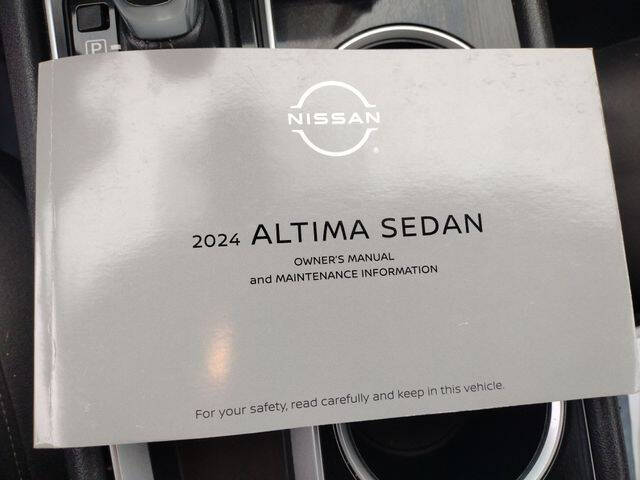 P
NISSAN
2024 ALTIMA SEDAN
OWNER'S MANUAL
and MAINTENANCE INFORMATION
For your safety, read carefully and keep in this vehicle.